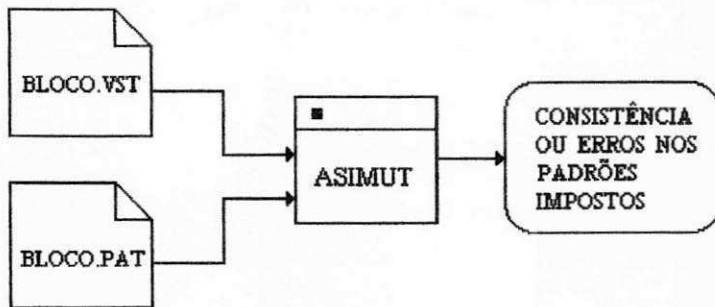 BLOCO.VST
BLOCO.PAT
ASIMUT
CONSISTÊNCIA
OU ERROS NOS
PADRÕES
IMPOSTOS